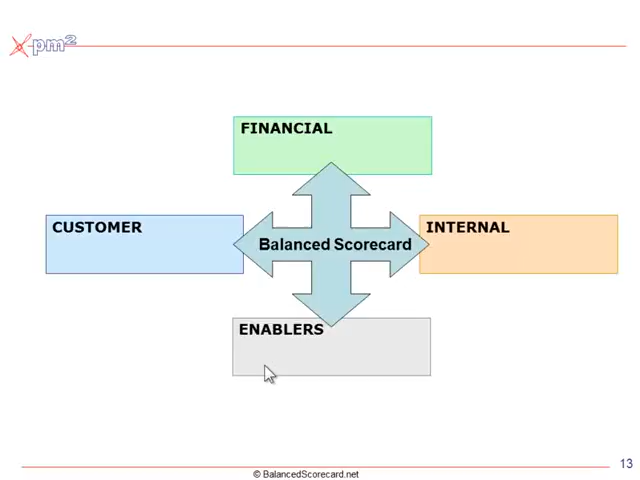 pm2
FINANCIAL
CUSTOMER
Balanced Scorecard
INTERNAL
ENABLERS
13
© BalancedScorecard.net